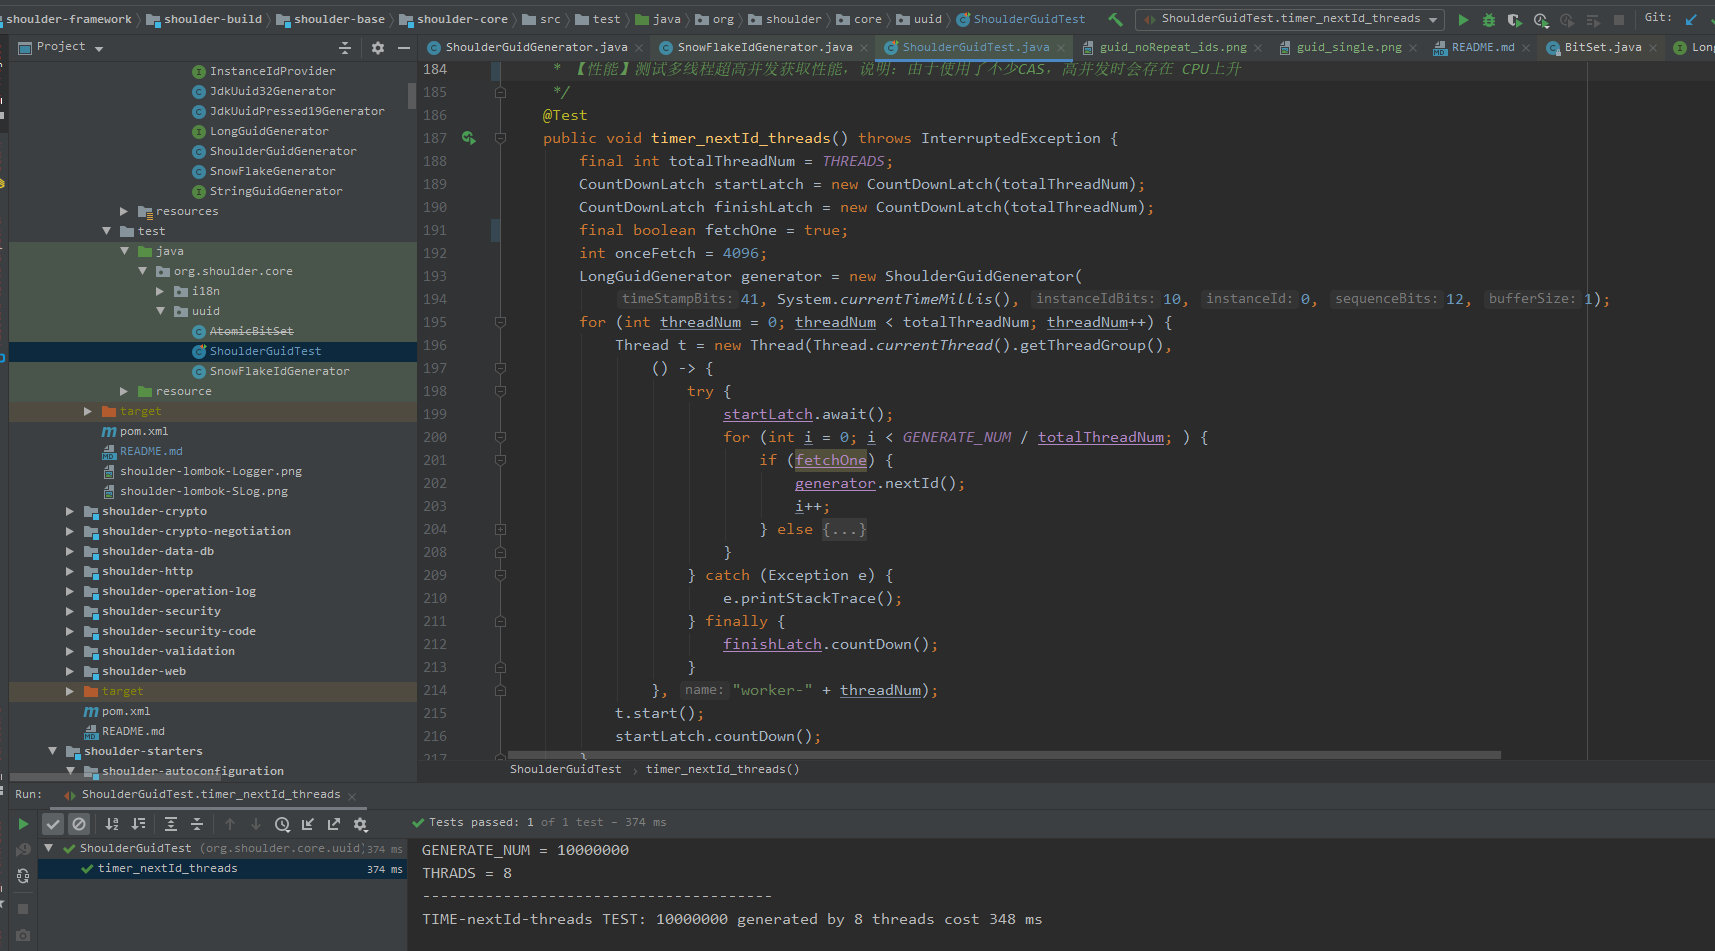 shoulder-framework shoulder-build shoulder-base shoulder-core src test java org shoulder core uuid ShoulderGuidTest ShoulderGuidTest.timer_nextId_threads Git:
Project
ShoulderGuidGenerator.java SnowFlakeIdGenerator.java ShoulderGuidTest.java guid_noRepeat_ids.png guid_single.png README.md BitSet.java
InstanceIdProvider
JdkUuid32Generator
JdkUuidPressed19Generator
LongGuidGenerator
ShoulderGuidGenerator
SnowFlakeGenerator
StringGuidGenerator
resources
test
java
org.shoulder.core
i18n
uuid
AtomicBitSet
ShoulderGuidTest
SnowFlakeIdGenerator
resource
target
pom.xml
README.md
shoulder-lombok-Logger.png
shoulder-lombok-SLog.png
shoulder-crypto
shoulder-crypto-negotiation
shoulder-data-db
shoulder-http
shoulder-operation-log
shoulder-security
shoulder-security-code
shoulder-validation
shoulder-web
target
pom.xml
README.md
shoulder-starters
shoulder-autoconfiguration
184 * 【性能】测试多线程超高并发获取性能，说明：由于使用了不少CAS，高并发时会存在 CPU上升
185 */
186 @Test
187 public void timer_nextId_threads() throws InterruptedException {
188 final int totalThreadNum = THREADS;
189 CountDownLatch startLatch = new CountDownLatch(totalThreadNum);
190 CountDownLatch finishLatch = new CountDownLatch(totalThreadNum);
191 final boolean fetchOne = true;
192 int onceFetch = 4096;
193 LongGuidGenerator generator = new ShoulderGuidGenerator(
194 timeStampBits: 41, System.currentTimeMillis(), instanceIdBits: 10, instanceId: 0, sequenceBits: 12, bufferSize: 1);
195 for (int threadNum = 0; threadNum < totalThreadNum; threadNum++) {
196 Thread t = new Thread(Thread.currentThread().getThreadGroup(),
197 () -> {
198 try {
199 startLatch.await();
200 for (int i = 0; i < GENERATE_NUM / totalThreadNum; ) {
201 if (fetchOne) {
202 generator.nextId();
203 i++;
204 } else {...}
208 }
209 } catch (Exception e) {
210 e.printStackTrace();
211 } finally {
212 finishLatch.countDown();
213 }
214 }, name: "worker-" + threadNum);
215 t.start();
216 startLatch.countDown();
217 }
ShoulderGuidTest timer_nextId_threads()
Run: ShoulderGuidTest.timer_nextId_threads
Tests passed: 1 of 1 test – 374 ms
ShoulderGuidTest (org.shoulder.core.uuid) 374 ms
timer_nextId_threads 374 ms
GENERATE_NUM = 10000000
THRADS = 8
---------------------------------------
TIME-nextId-threads TEST: 10000000 generated by 8 threads cost 348 ms